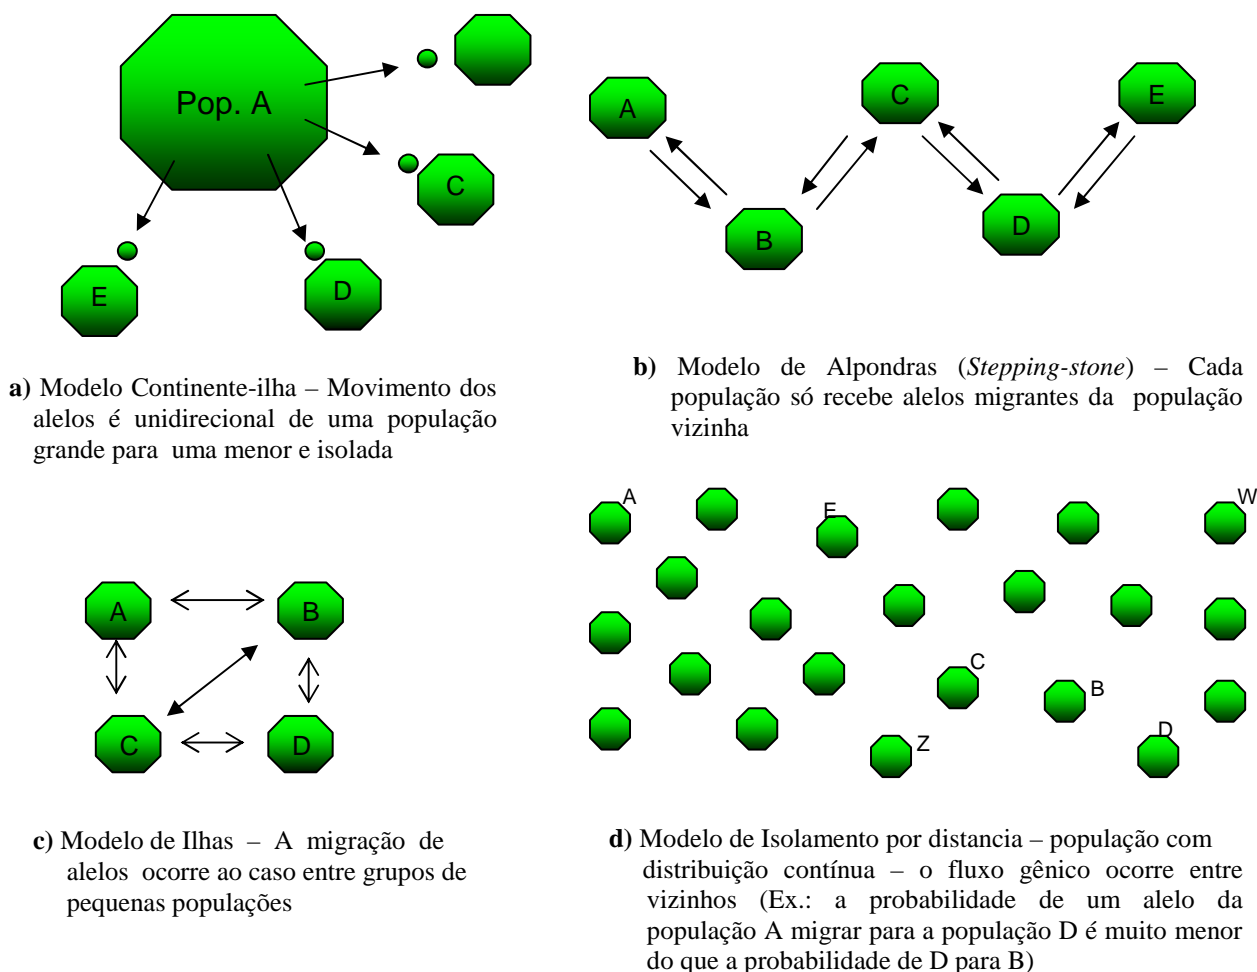 Pop. A
C
E
D
a) Modelo Continente-ilha – Movimento dos
alelos é unidirecional de uma população
grande para uma menor e isolada
A
B
C
D
E
b) Modelo de Alpondras (Stepping-stone) – Cada
população só recebe alelos migrantes da população
vizinha
A
B
C
D
c) Modelo de Ilhas – A migração de
alelos ocorre ao caso entre grupos de
pequenas populações
A
E
W
C
B
Z
D
d) Modelo de Isolamento por distancia – população com
distribuição contínua – o fluxo gênico ocorre entre
vizinhos (Ex.: a probabilidade de um alelo da
população A migrar para a população D é muito menor
do que a probabilidade de D para B)